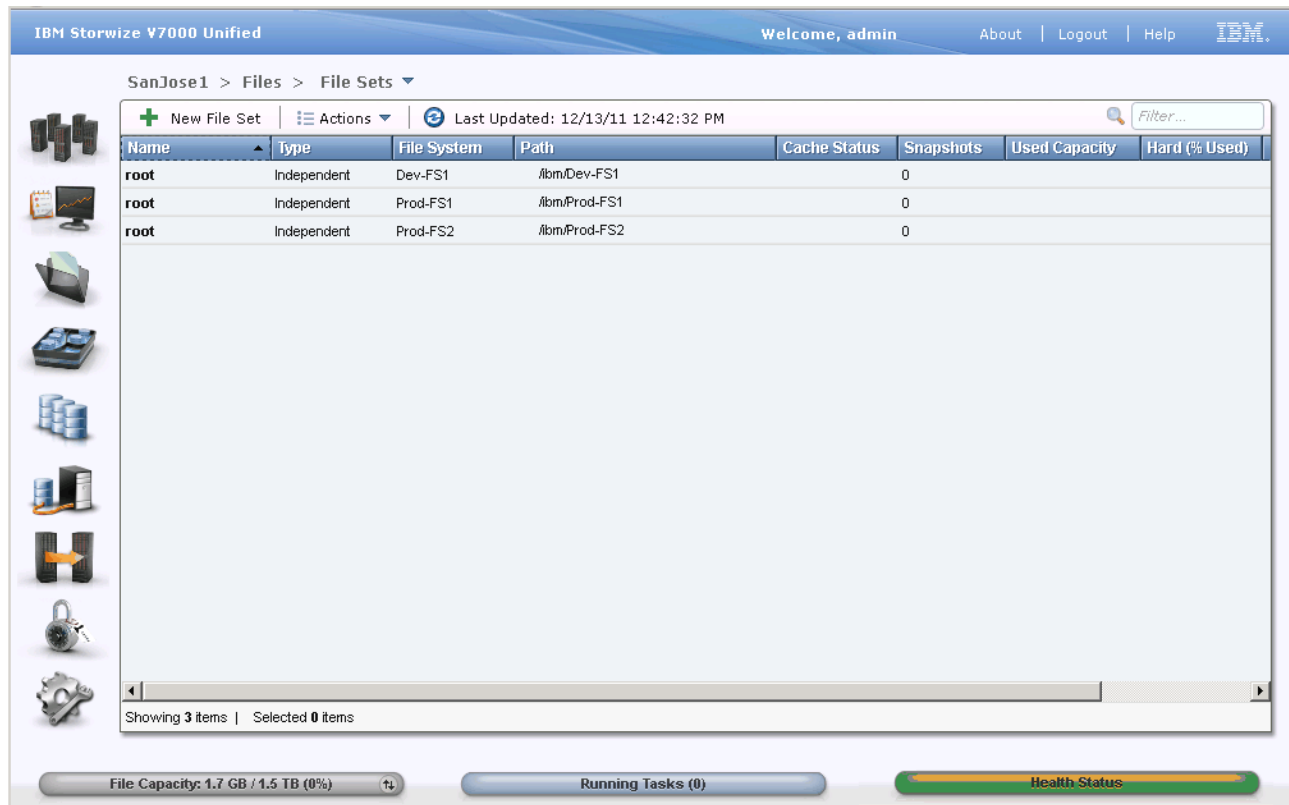 IBM Storwize V7000 Unified Welcome, admin About | Logout | Help IBM.
SanJose1 > Files > File Sets
New File Set | Actions | Last Updated: 12/13/11 12:42:32 PM Filter...
Name Type File System Path Cache Status Snapshots Used Capacity Hard (% Used)
root Independent Dev-FS1 /ibm/Dev-FS1 0
root Independent Prod-FS1 /ibm/Prod-FS1 0
root Independent Prod-FS2 /ibm/Prod-FS2 0
Showing 3 items | Selected 0 items
File Capacity: 1.7 GB / 1.5 TB (0%) Running Tasks (0) Health Status